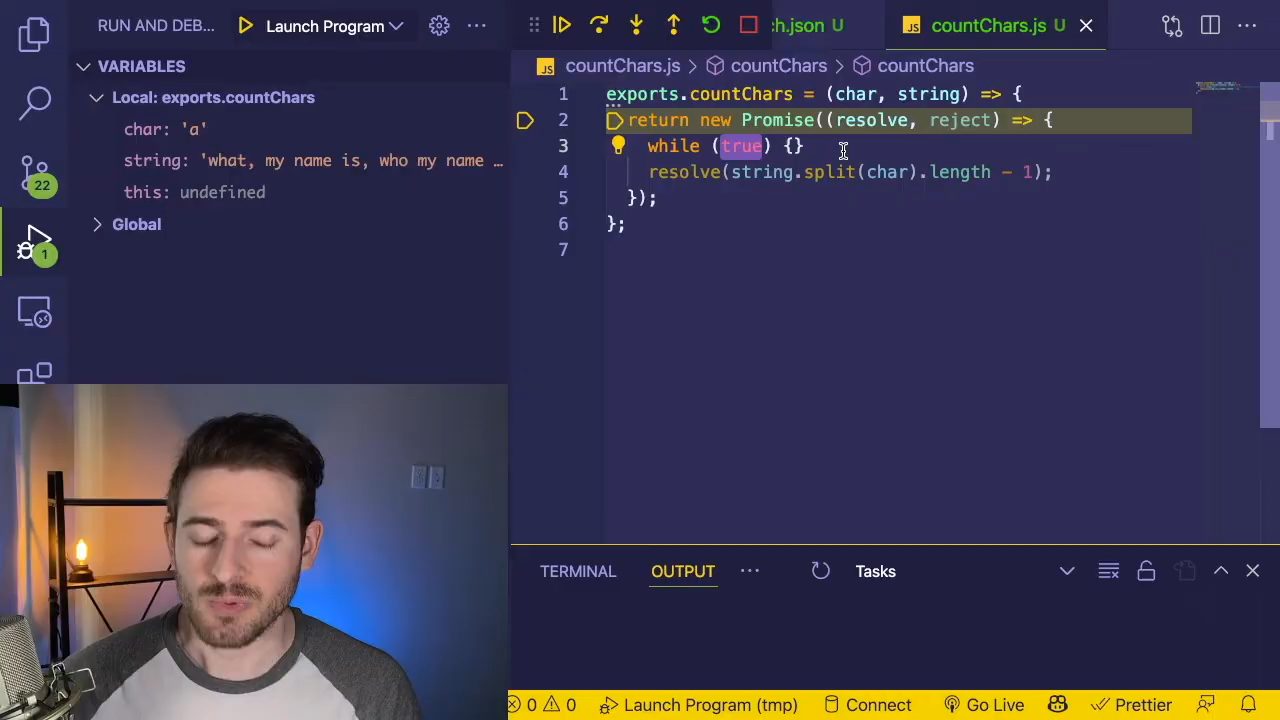 RUN AND DEB...
Launch Program
ch.json U
JS countChars.js U
VARIABLES
JS countChars.js > countChars > countChars
Local: exports.countChars
char: 'a'
string: 'what, my name is, who my name …
this: undefined
Global
22
1
1 exports.countChars = (char, string) => {
2 return new Promise((resolve, reject) => {
3 while (true) {}
4 resolve(string.split(char).length - 1);
5 });
6 };
7
TERMINAL
OUTPUT
Tasks
0
0
Launch Program (tmp)
Connect
Go Live
Prettier